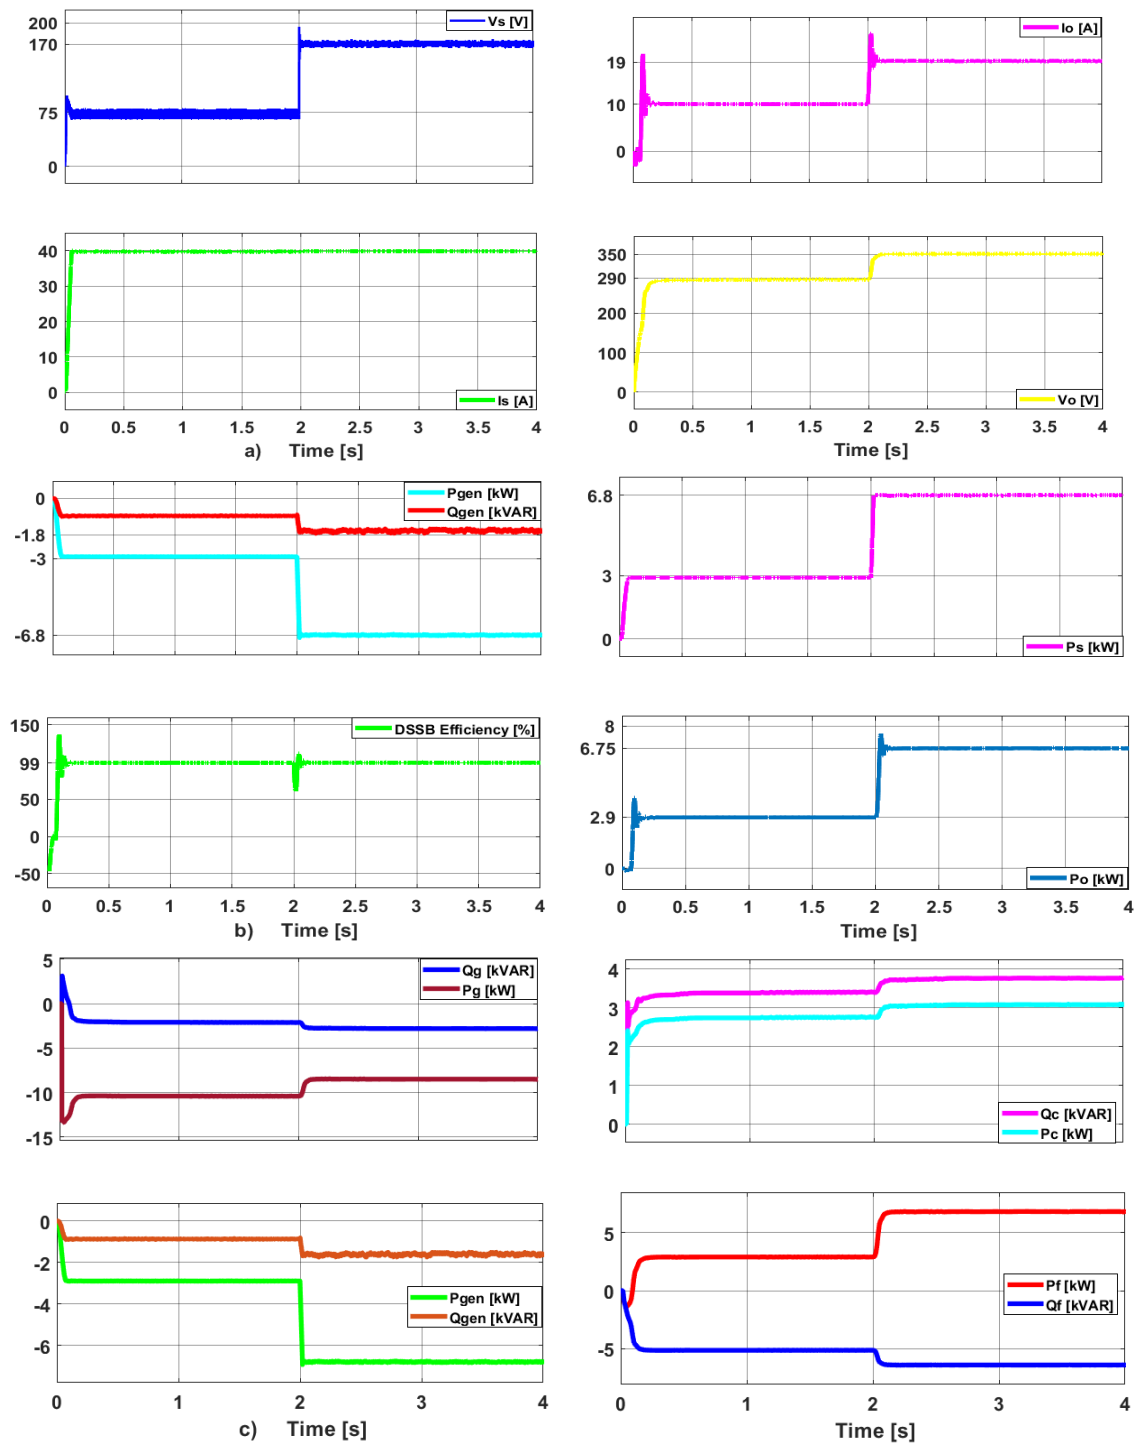 Vs [V]
200
170
75
0
Io [A]
19
10
0
40
30
20
10
0
Is [A]
0 0.5 1 1.5 2 2.5 3 3.5 4
a) Time [s]
350
290
200
100
0
Vo [V]
0 0.5 1 1.5 2 2.5 3 3.5 4
Time [s]
0
-1.8
-3
-6.8
Pgen [kW]
Qgen [kVAR]
6.8
3
0
Ps [kW]
150
99
50
0
-50
DSSB Efficiency [%]
0 0.5 1 1.5 2 2.5 3 3.5 4
b) Time [s]
8
6.75
2.9
0
Po [kW]
0 0.5 1 1.5 2 2.5 3 3.5 4
Time [s]
5
0
-5
-10
-15
Qg [kVAR]
Pg [kW]
4
3
2
1
0
Qc [kVAR]
Pc [kW]
0
-2
-4
-6
Pgen [kW]
Qgen [kVAR]
0 1 2 3 4
c) Time [s]
5
0
-5
Pf [kW]
Qf [kVAR]
0 1 2 3 4
Time [s]